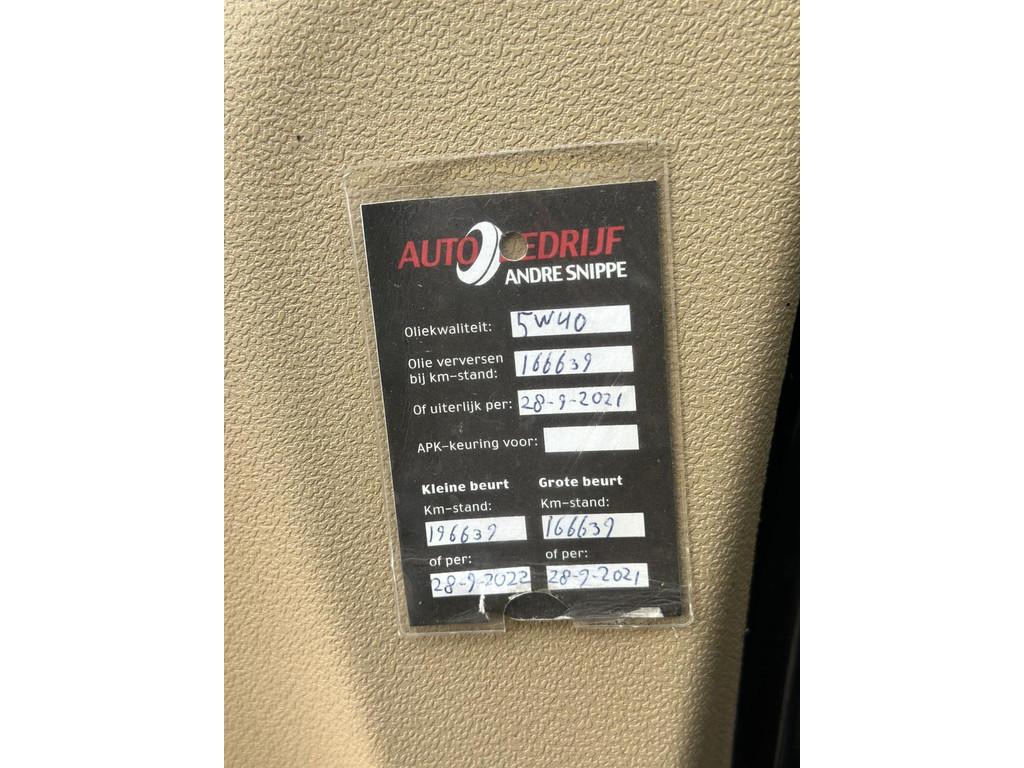 AUTO BEDRIJF
ANDRE SNIPPE
Oliekwaliteit: 5W40
Olie verversen
bij km-stand: 166639
Of uiterlijk per: 28-9-2021
APK-keuring voor:
Kleine beurt Grote beurt
Km-stand: Km-stand:
196639 166639
of per: of per:
28-9-2022 28-9-2021